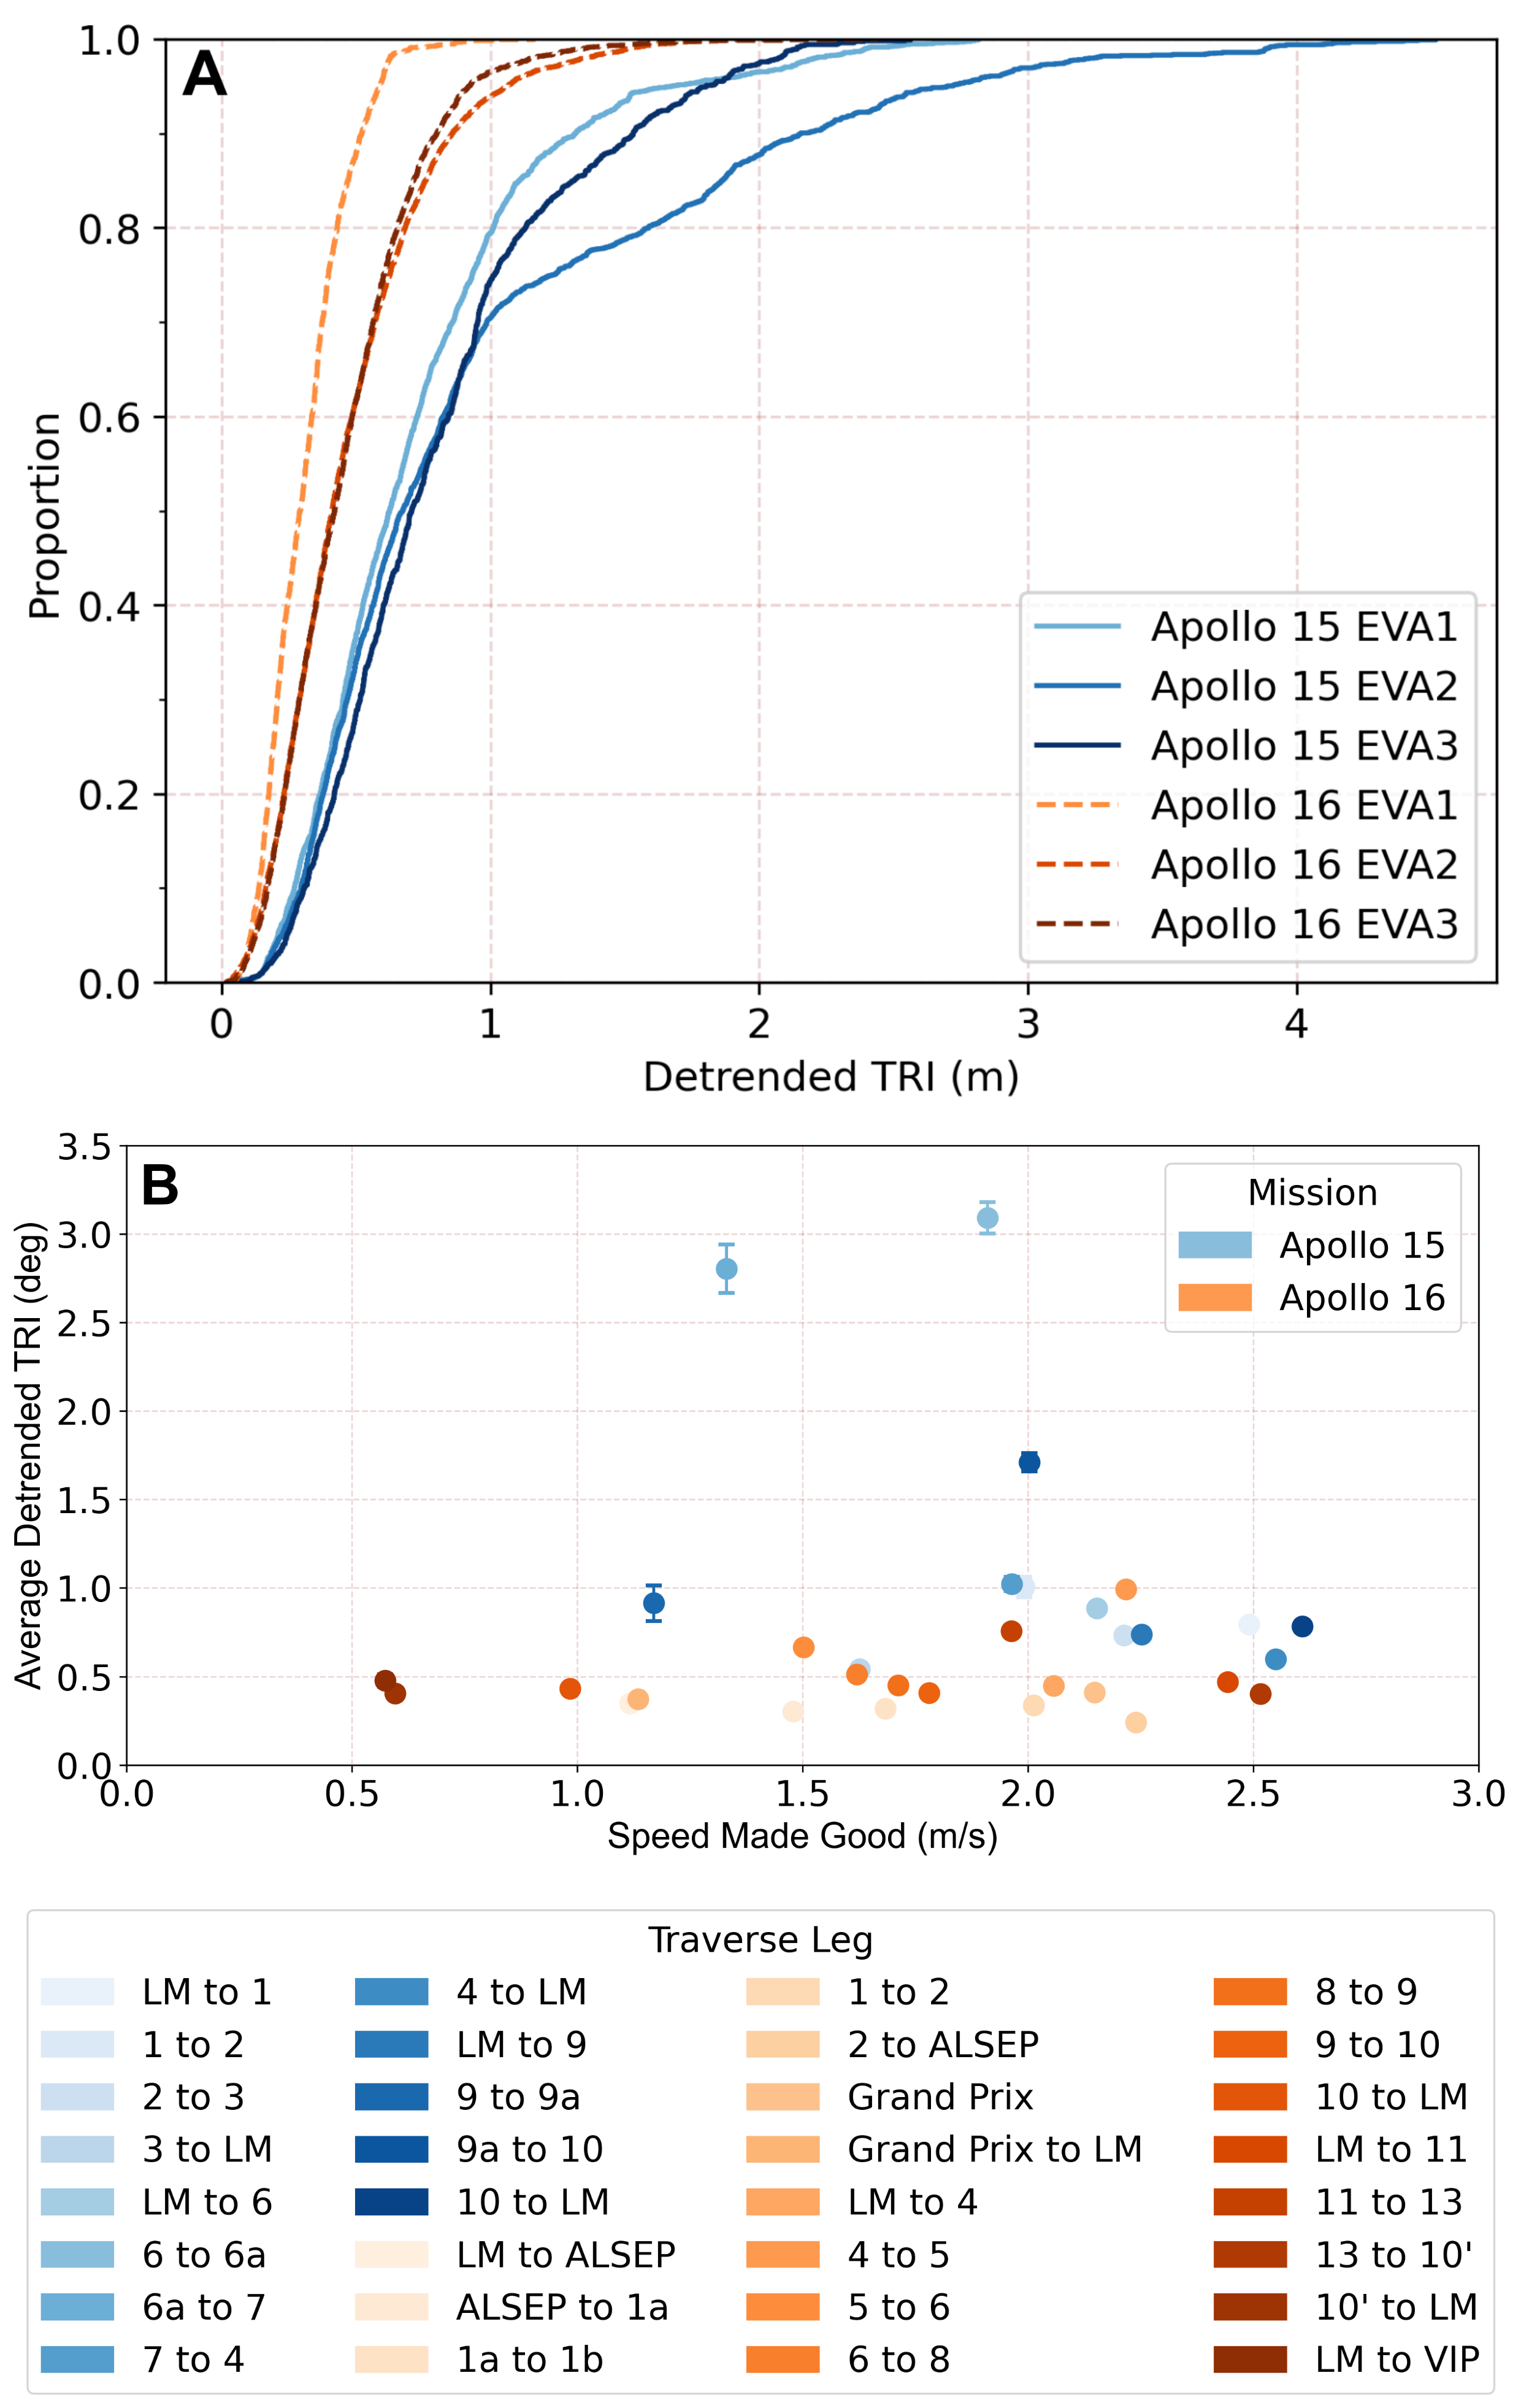 A
1.0
0.8
0.6
0.4
0.2
0.0
Proportion
0 1 2 3 4
Detrended TRI (m)
Apollo 15 EVA1
Apollo 15 EVA2
Apollo 15 EVA3
Apollo 16 EVA1
Apollo 16 EVA2
Apollo 16 EVA3
B
3.5
3.0
2.5
2.0
1.5
1.0
0.5
0.0
Average Detrended TRI (deg)
0.0 0.5 1.0 1.5 2.0 2.5 3.0
Speed Made Good (m/s)
Mission
Apollo 15
Apollo 16
Traverse Leg
LM to 1
1 to 2
2 to 3
3 to LM
LM to 6
6 to 6a
6a to 7
7 to 4
4 to LM
LM to 9
9 to 9a
9a to 10
10 to LM
LM to ALSEP
ALSEP to 1a
1a to 1b
1 to 2
2 to ALSEP
Grand Prix
Grand Prix to LM
LM to 4
4 to 5
5 to 6
6 to 8
8 to 9
9 to 10
10 to LM
LM to 11
11 to 13
13 to 10'
10' to LM
LM to VIP